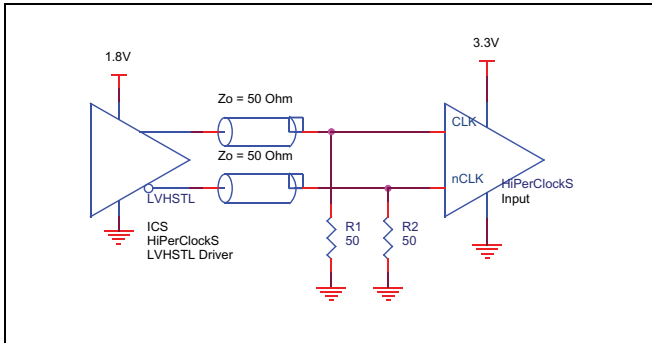 1.8V
3.3V
Zo = 50 Ohm
CLK
Zo = 50 Ohm
nCLK
HiPerClockS
Input
LVHSTL
ICS
HiPerClockS
LVHSTL Driver
R1
50
R2
50